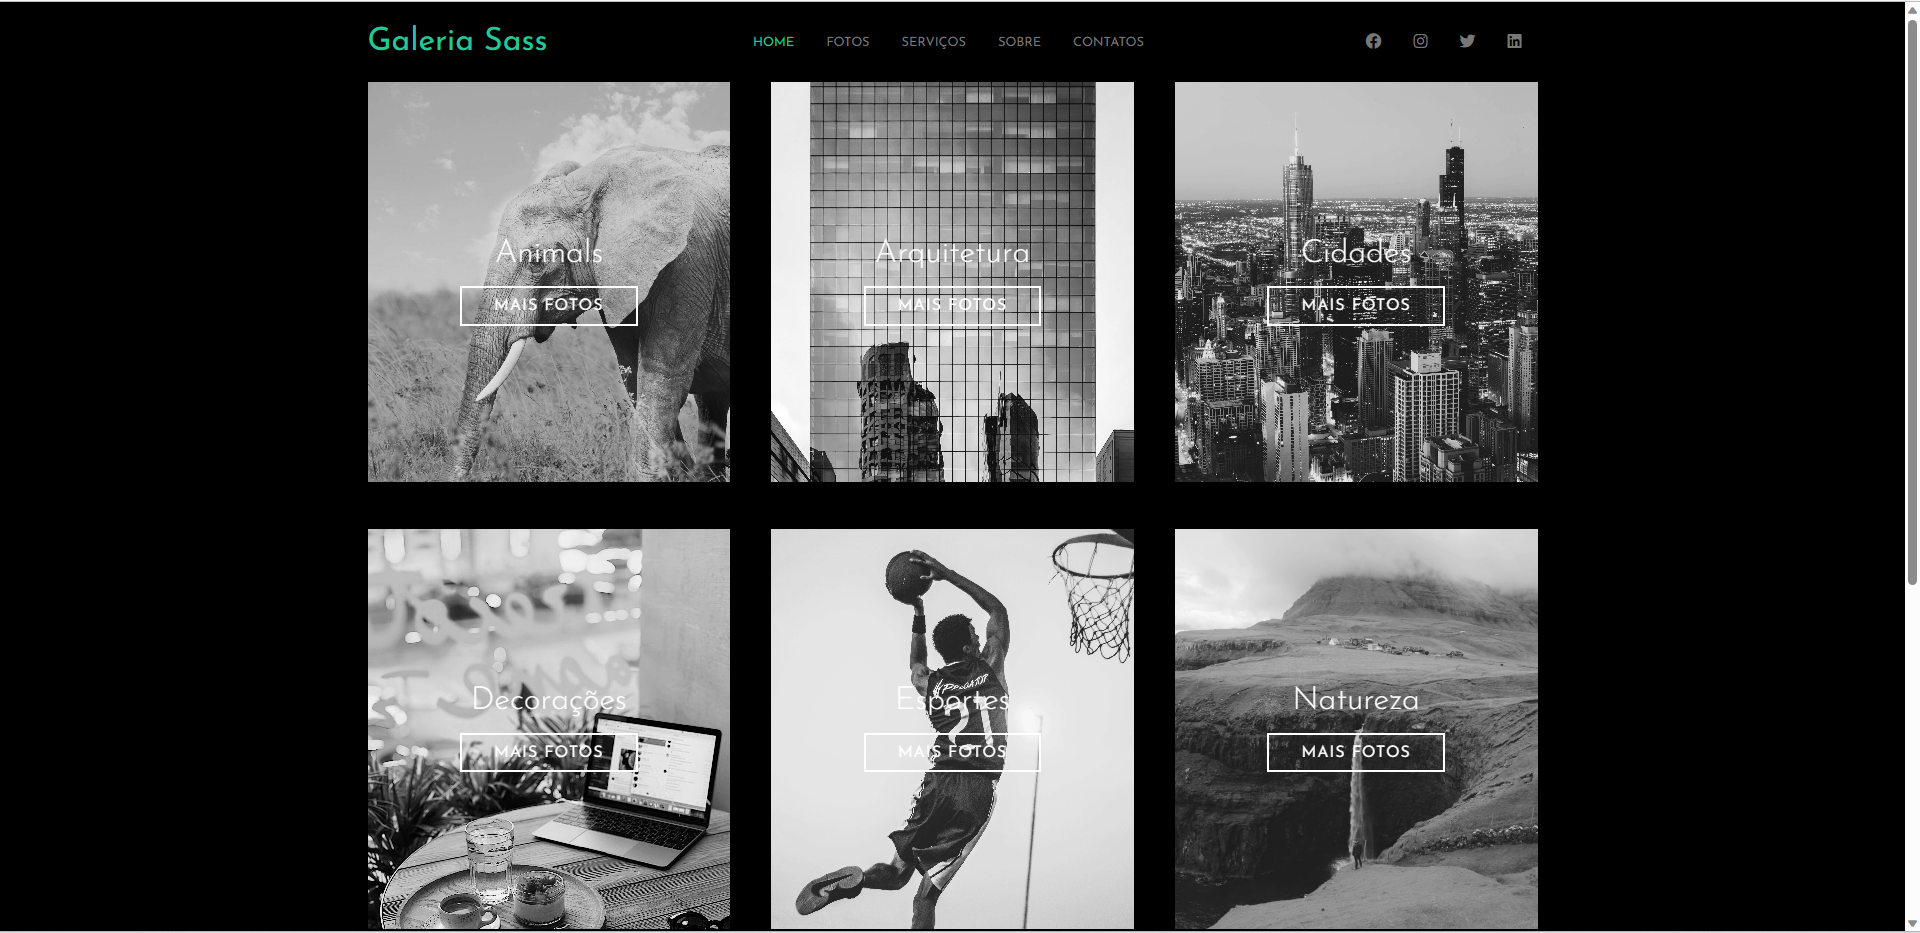 Galeria Sass
HOME FOTOS SERVIÇOS SOBRE CONTATOS
Animals Arquitetura Cidades
MAIS FOTOS MAIS FOTOS MAIS FOTOS
Decorações Esportes Natureza
MAIS FOTOS MAIS FOTOS MAIS FOTOS
21